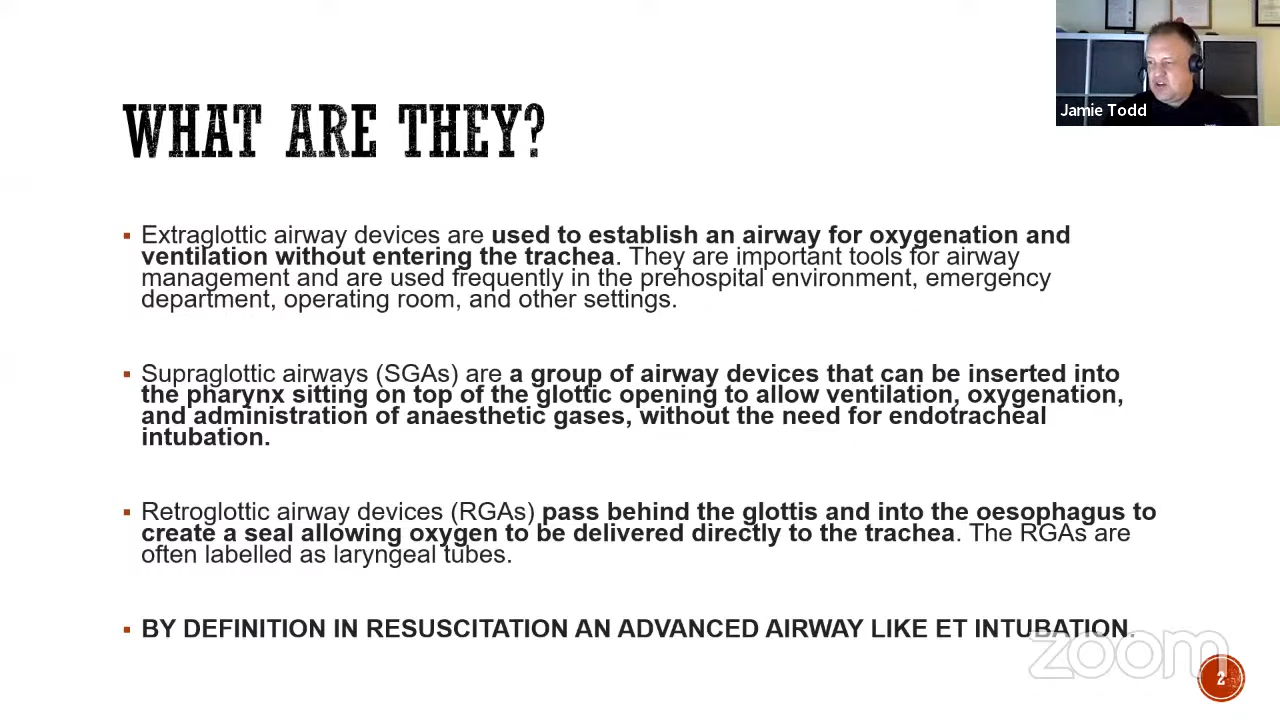 Jamie Todd
WHAT ARE THEY?
▪ Extraglottic airway devices are used to establish an airway for oxygenation and
ventilation without entering the trachea. They are important tools for airway
management and are used frequently in the prehospital environment, emergency
department, operating room, and other settings.
▪ Supraglottic airways (SGAs) are a group of airway devices that can be inserted into
the pharynx sitting on top of the glottic opening to allow ventilation, oxygenation,
and administration of anaesthetic gases, without the need for endotracheal
intubation.
▪ Retroglottic airway devices (RGAs) pass behind the glottis and into the oesophagus to
create a seal allowing oxygen to be delivered directly to the trachea. The RGAs are
often labelled as laryngeal tubes.
▪ BY DEFINITION IN RESUSCITATION AN ADVANCED AIRWAY LIKE ET INTUBATION.
zoom
2